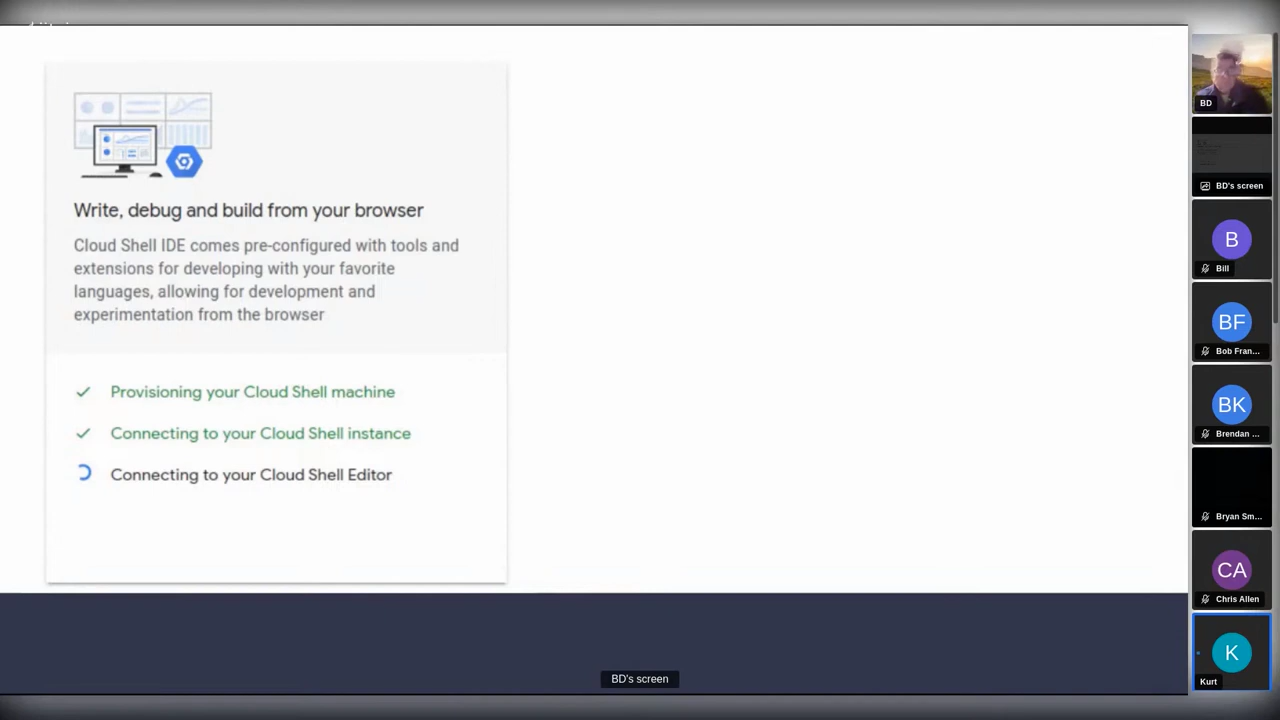 Write, debug and build from your browser
Cloud Shell IDE comes pre-configured with tools and
extensions for developing with your favorite
languages, allowing for development and
experimentation from the browser
Provisioning your Cloud Shell machine
Connecting to your Cloud Shell instance
Connecting to your Cloud Shell Editor
BD's screen
BD
BD's screen
B
Bill
BF
Bob Fran...
BK
Brendan ...
Bryan Sm...
CA
Chris Allen
K
Kurt